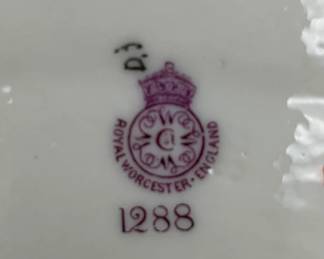 ROYAL WORCESTER · ENGLAND
1288